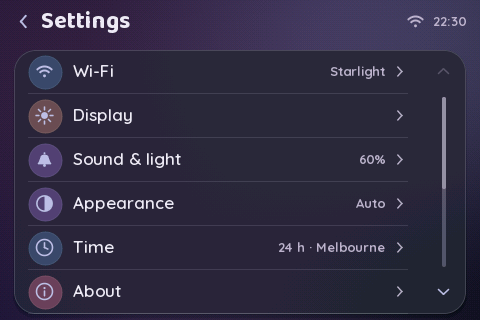 Settings
22:30
Wi-Fi
Starlight
Display
Sound & light
60%
Appearance
Auto
Time
24 h · Melbourne
About